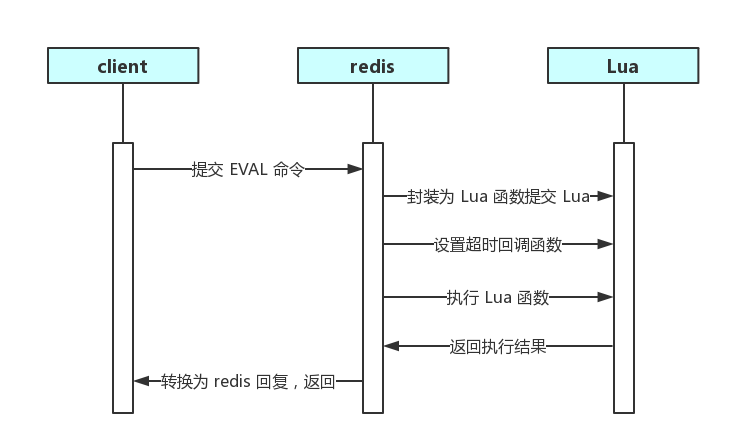 client
redis
Lua
提交 EVAL 命令
封装为 Lua 函数提交 Lua
设置超时回调函数
执行 Lua 函数
返回执行结果
转换为 redis 回复，返回